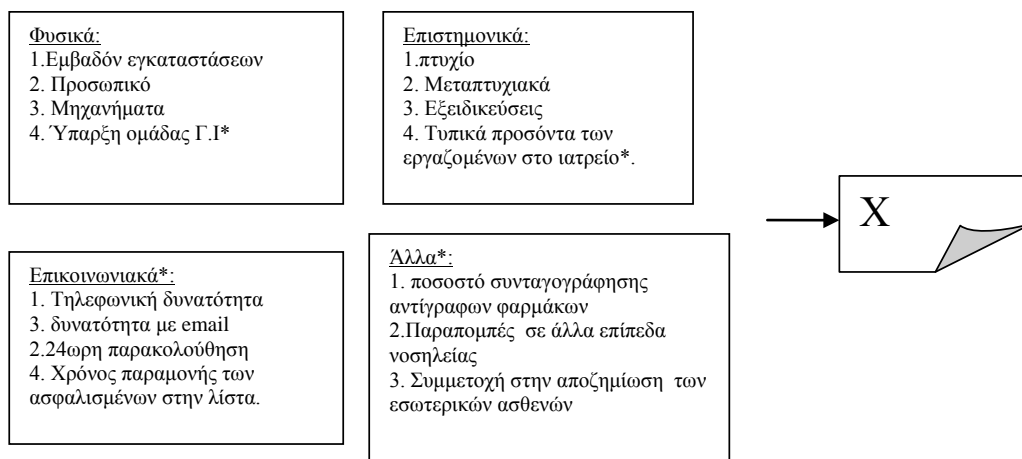 Φυσικά:
1.Εμβαδόν εγκαταστάσεων
2. Προσωπικό
3. Μηχανήματα
4. Ύπαρξη ομάδας Γ.Ι*
Επιστημονικά:
1.πτυχίο
2. Μεταπτυχιακά
3. Εξειδικεύσεις
4. Τυπικά προσόντα των
εργαζομένων στο ιατρείο*.
X
Επικοινωνιακά*:
1. Τηλεφωνική δυνατότητα
3. δυνατότητα με email
2.24ωρη παρακολούθηση
4. Χρόνος παραμονής των
ασφαλισμένων στην λίστα.
Άλλα*:
1. ποσοστό συνταγογράφησης
αντίγραφων φαρμάκων
2.Παραπομπές σε άλλα επίπεδα
νοσηλείας
3. Συμμετοχή στην αποζημίωση των
εσωτερικών ασθενών